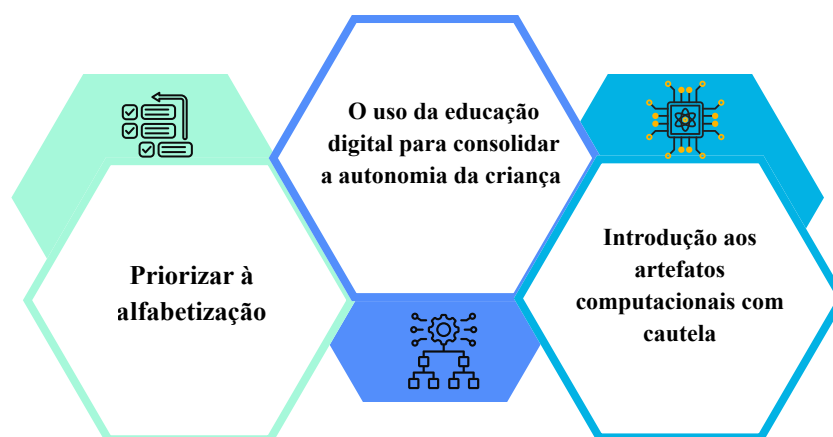 Priorizar à
alfabetização
O uso da educação
digital para consolidar
a autonomia da criança
Introdução aos
artefatos
computacionais com
cautela